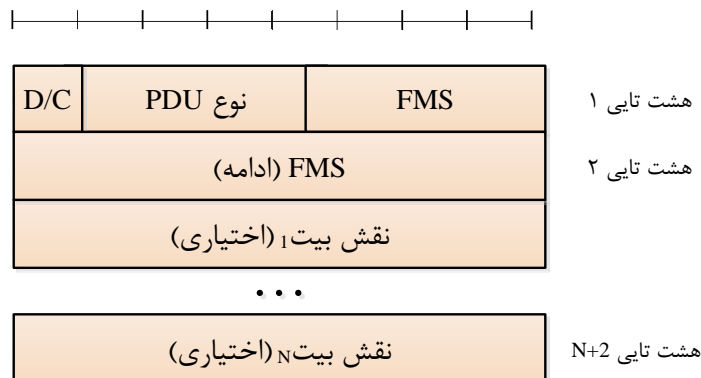 D/C نوع PDU FMS هشت تایی ۱
FMS (ادامه) هشت تایی ۲
نقش بیت1 (اختیاری)
...
نقش بیتN (اختیاری) هشت تایی N+2